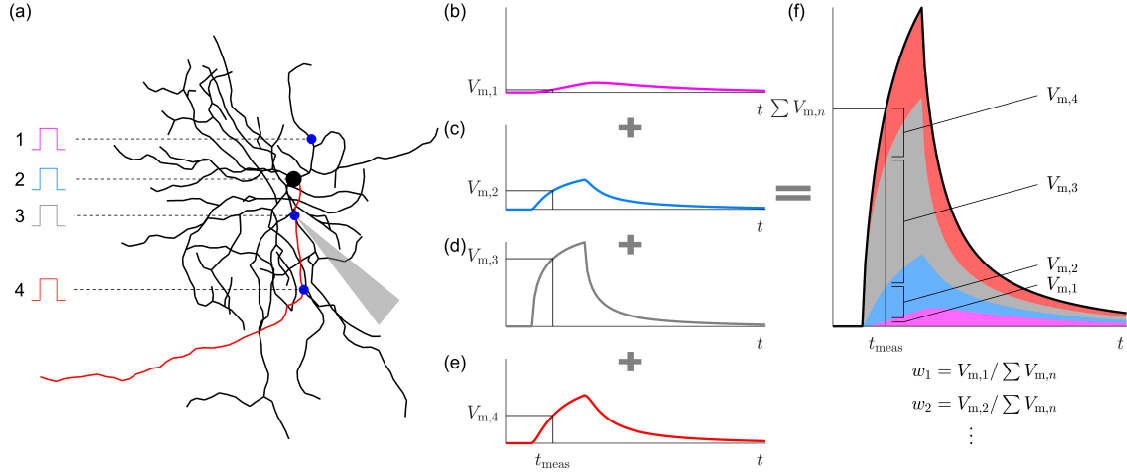 (a)
1
2
3
4
(b)
V_{m,1}
t
(c)
V_{m,2}
t
(d)
V_{m,3}
t
(e)
V_{m,4}
t_{meas}
t
(f)
∑ V_{m,n}
V_{m,4}
V_{m,3}
V_{m,2}
V_{m,1}
t_{meas}
t
w_1 = V_{m,1}/ ∑ V_{m,n}
w_2 = V_{m,2}/ ∑ V_{m,n}
⋮